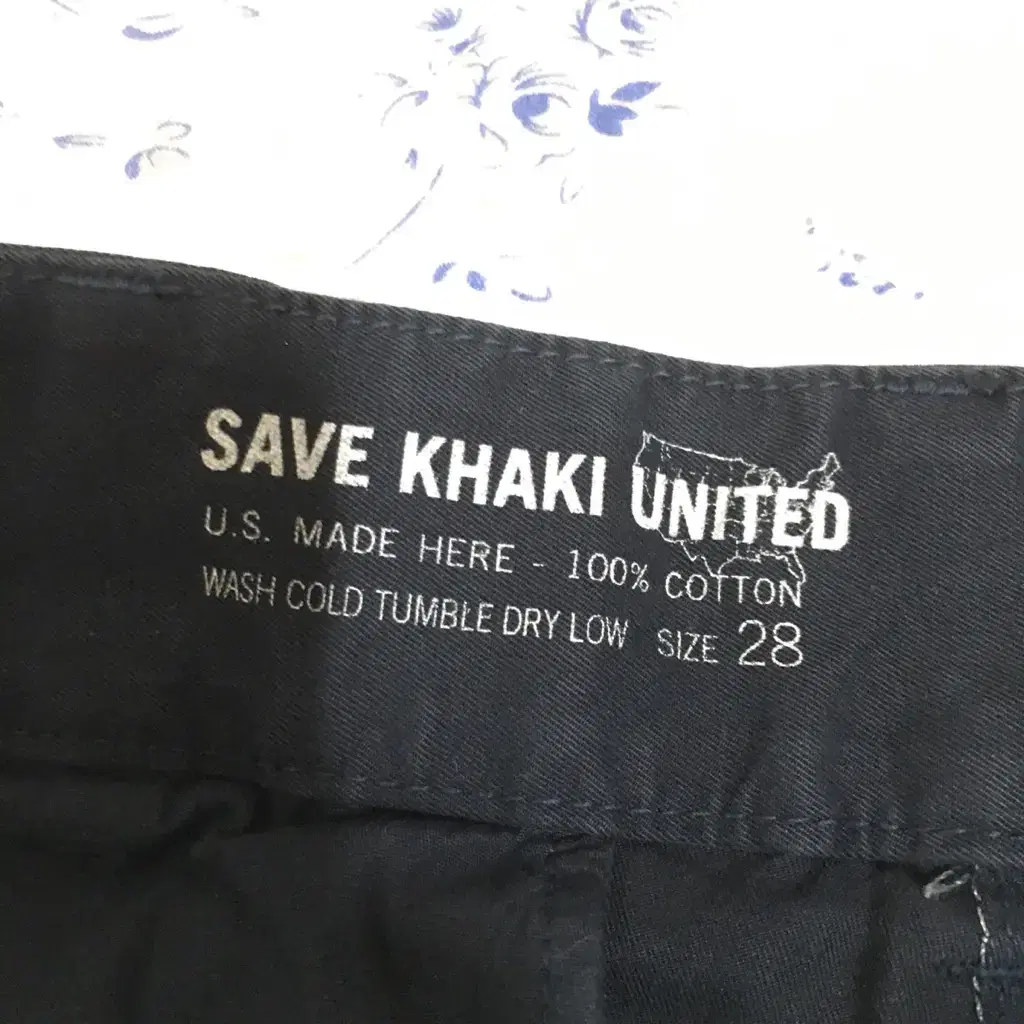 SAVE KHAKI UNITED
U.S. MADE HERE - 100% COTTON
WASH COLD TUMBLE DRY LOW SIZE 28